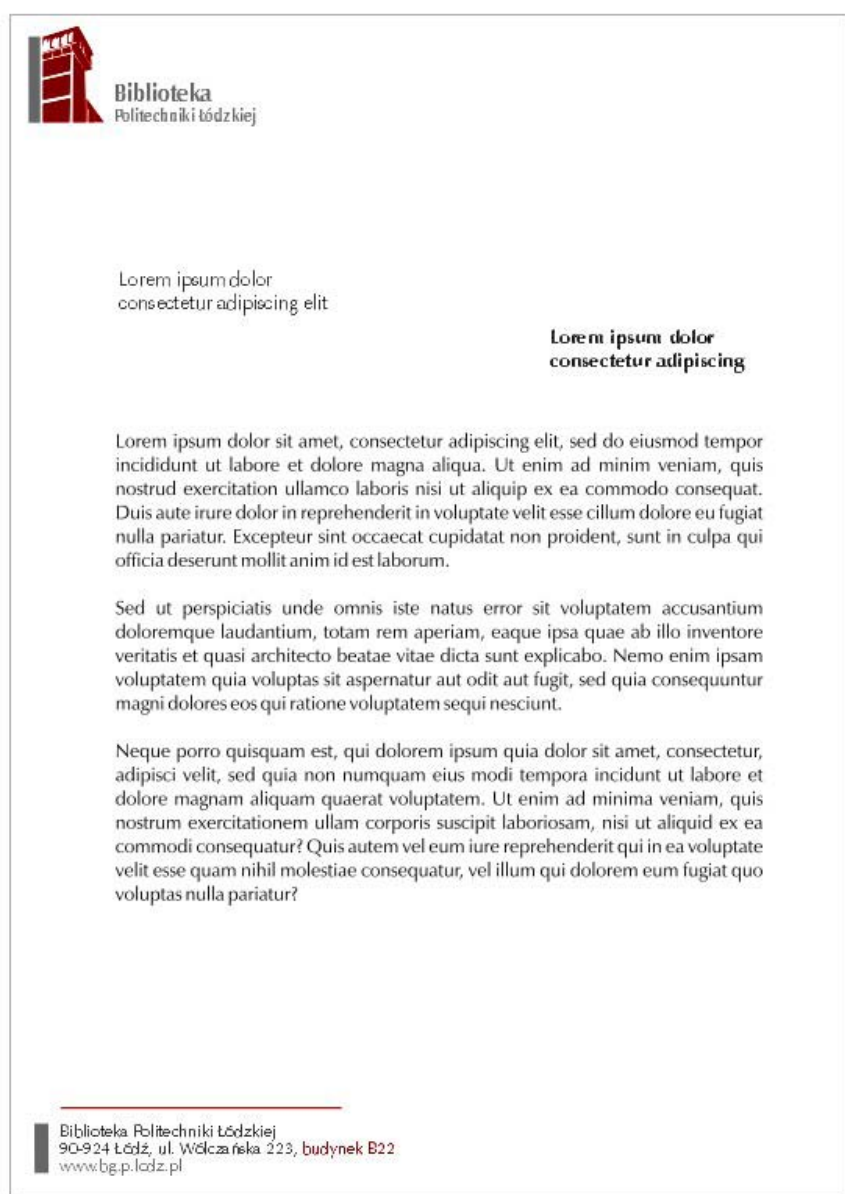 Biblioteka
Politechniki Łódzkiej
Lorem ipsum dolor
consectetur adipiscing elit
Lorem ipsum dolor
consectetur adipiscing
Lorem ipsum dolor sit amet, consectetur adipiscing elit, sed do eiusmod tempor
incididunt ut labore et dolore magna aliqua. Ut enim ad minim veniam, quis
nostrud exercitation ullamco laboris nisi ut aliquip ex ea commodo consequat.
Duis aute irure dolor in reprehenderit in voluptate velit esse cillum dolore eu fugiat
nulla pariatur. Excepteur sint occaecat cupidatat non proident, sunt in culpa qui
officia deserunt mollit anim id est laborum.
Sed ut perspiciatis unde omnis iste natus error sit voluptatem accusantium
doloremque laudantium, totam rem aperiam, eaque ipsa quae ab illo inventore
veritatis et quasi architecto beatae vitae dicta sunt explicabo. Nemo enim ipsam
voluptatem quia voluptas sit aspernatur aut odit aut fugit, sed quia consequuntur
magni dolores eos qui ratione voluptatem sequi nesciunt.
Neque porro quisquam est, qui dolorem ipsum quia dolor sit amet, consectetur,
adipisci velit, sed quia non numquam eius modi tempora incidunt ut labore et
dolore magnam aliquam quaerat voluptatem. Ut enim ad minima veniam, quis
nostrum exercitationem ullam corporis suscipit laboriosam, nisi ut aliquid ex ea
commodi consequatur? Quis autem vel eum iure reprehenderit qui in ea voluptate
velit esse quam nihil molestiae consequatur, vel illum qui dolorem eum fugiat quo
voluptas nulla pariatur?
Biblioteka Politechniki Łódzkiej
90-924 Łódź, ul. Wólczańska 223, budynek B22
www.bg.p.lodz.pl